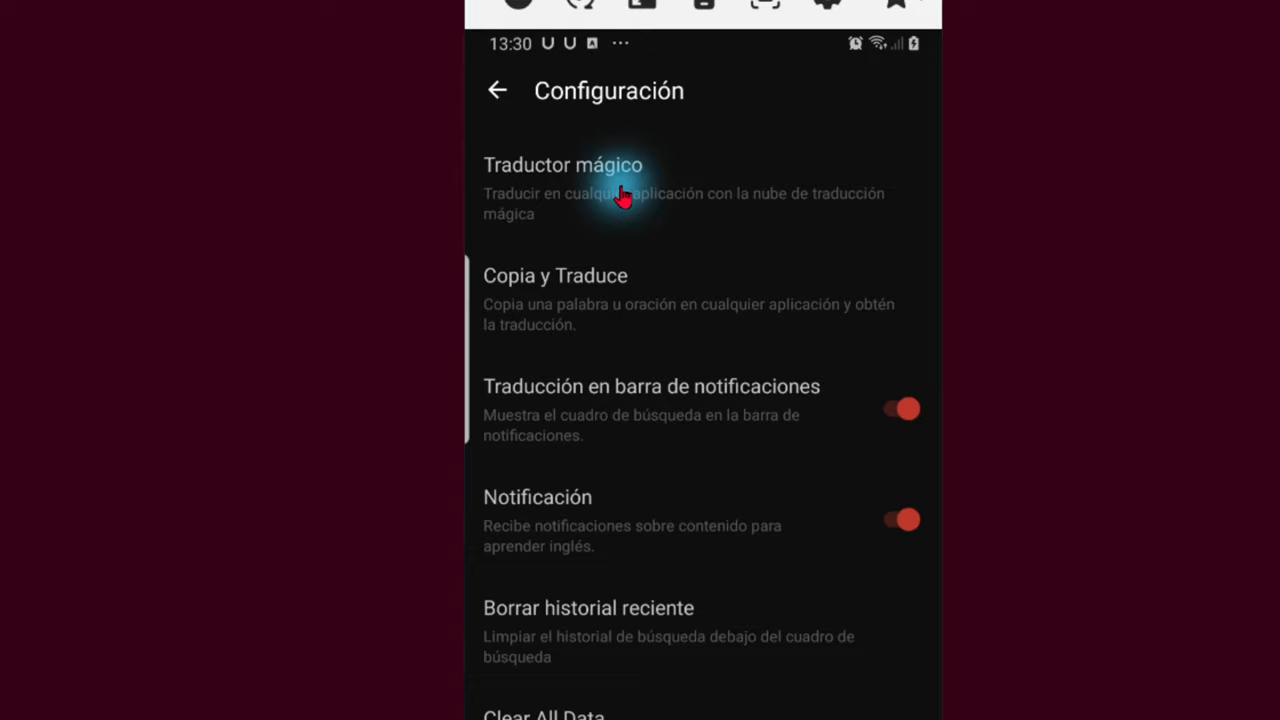 13:30
Configuración
Traductor mágico
Traducir en cualquier aplicación con la nube de traducción
mágica
Copia y Traduce
Copia una palabra u oración en cualquier aplicación y obtén
la traducción.
Traducción en barra de notificaciones
Muestra el cuadro de búsqueda en la barra de
notificaciones.
Notificación
Recibe notificaciones sobre contenido para
aprender inglés.
Borrar historial reciente
Limpiar el historial de búsqueda debajo del cuadro de
búsqueda
Clear All Data